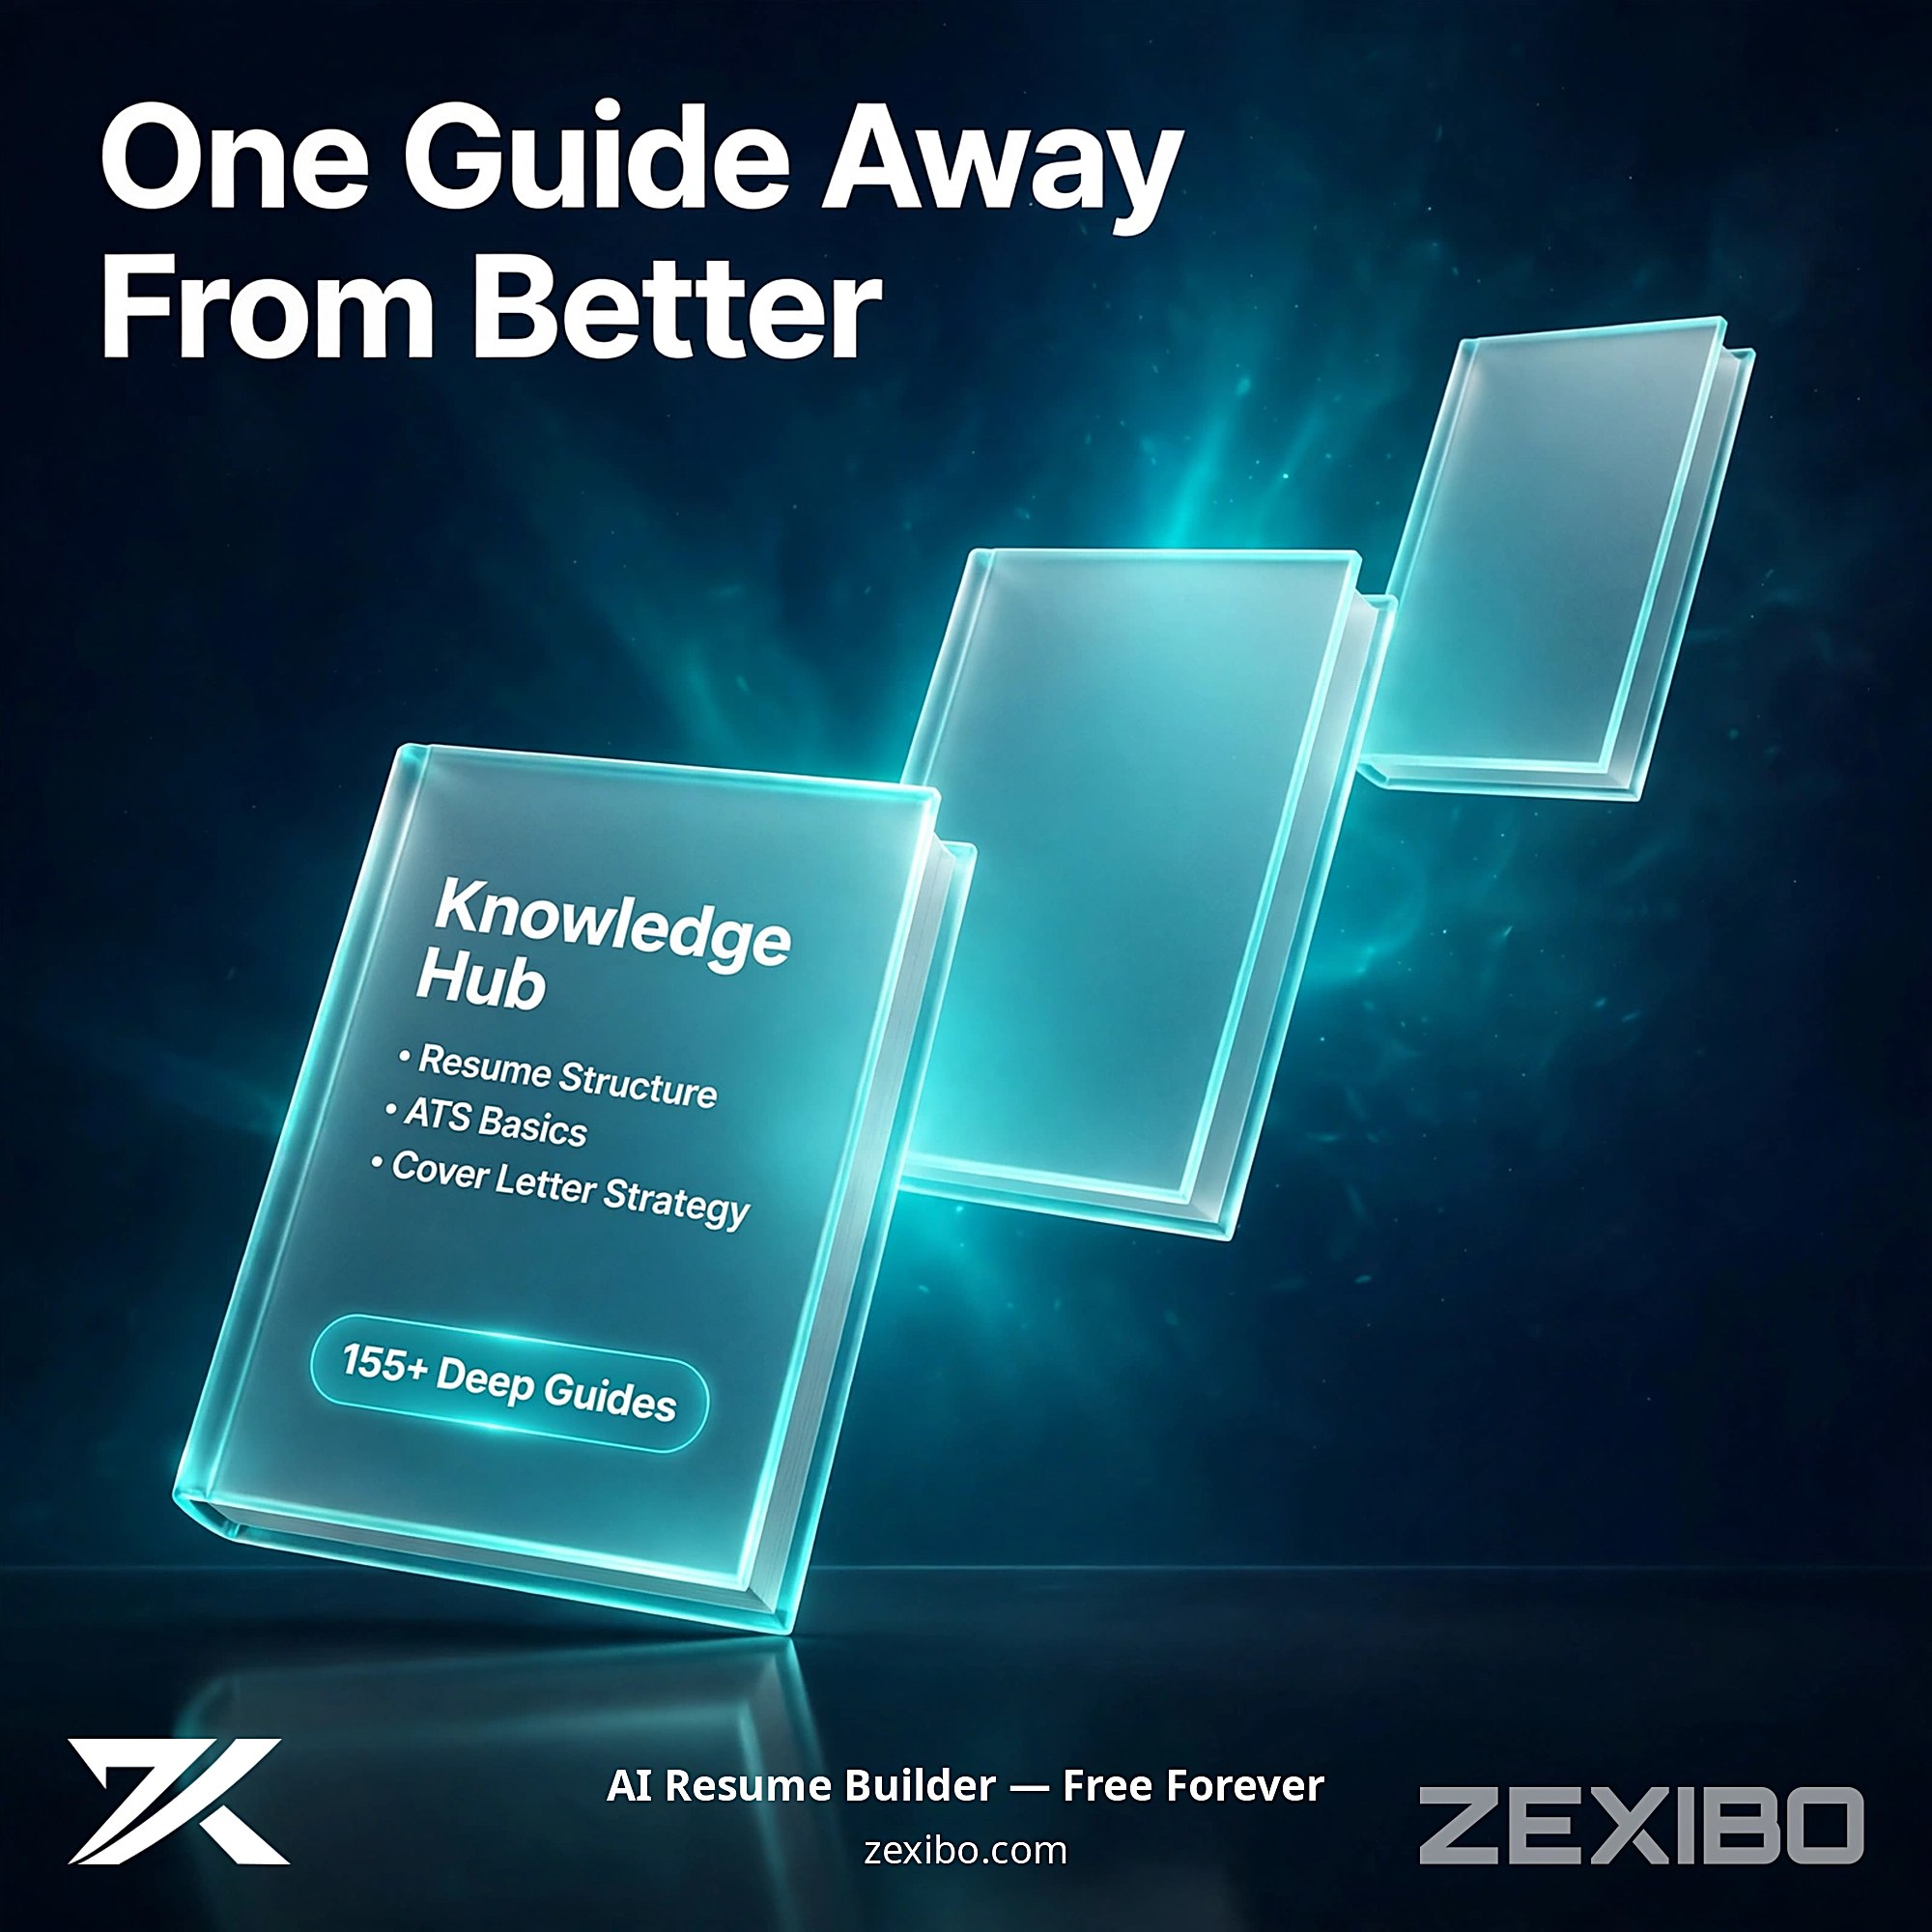 One Guide Away
From Better
Knowledge
Hub
• Resume Structure
• ATS Basics
• Cover Letter Strategy
155+ Deep Guides
AI Resume Builder — Free Forever
zexibo.com
ZEXIBO